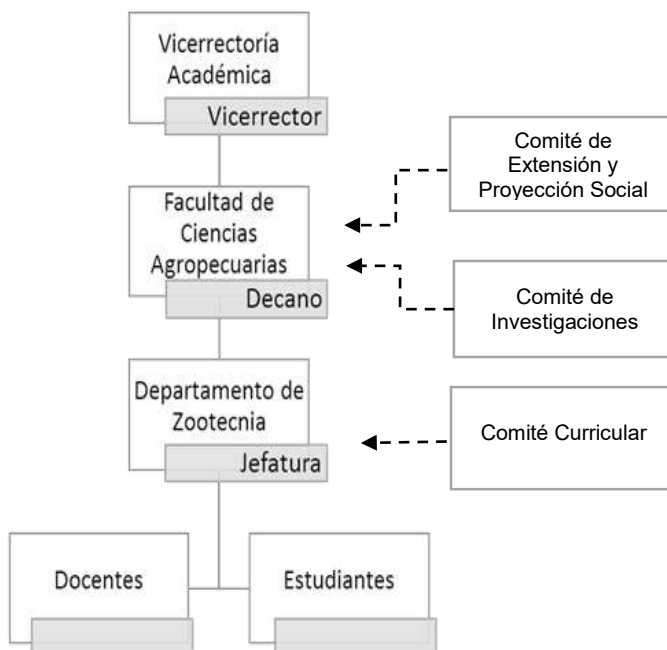 Vicerrectoría
Académica
Vicerrector
Comité de
Extensión y
Proyección Social
Facultad de
Ciencias
Agropecuarias
Decano
Comité de
Investigaciones
Departamento de
Zootecnia
Jefatura
Comité Curricular
Docentes
Estudiantes